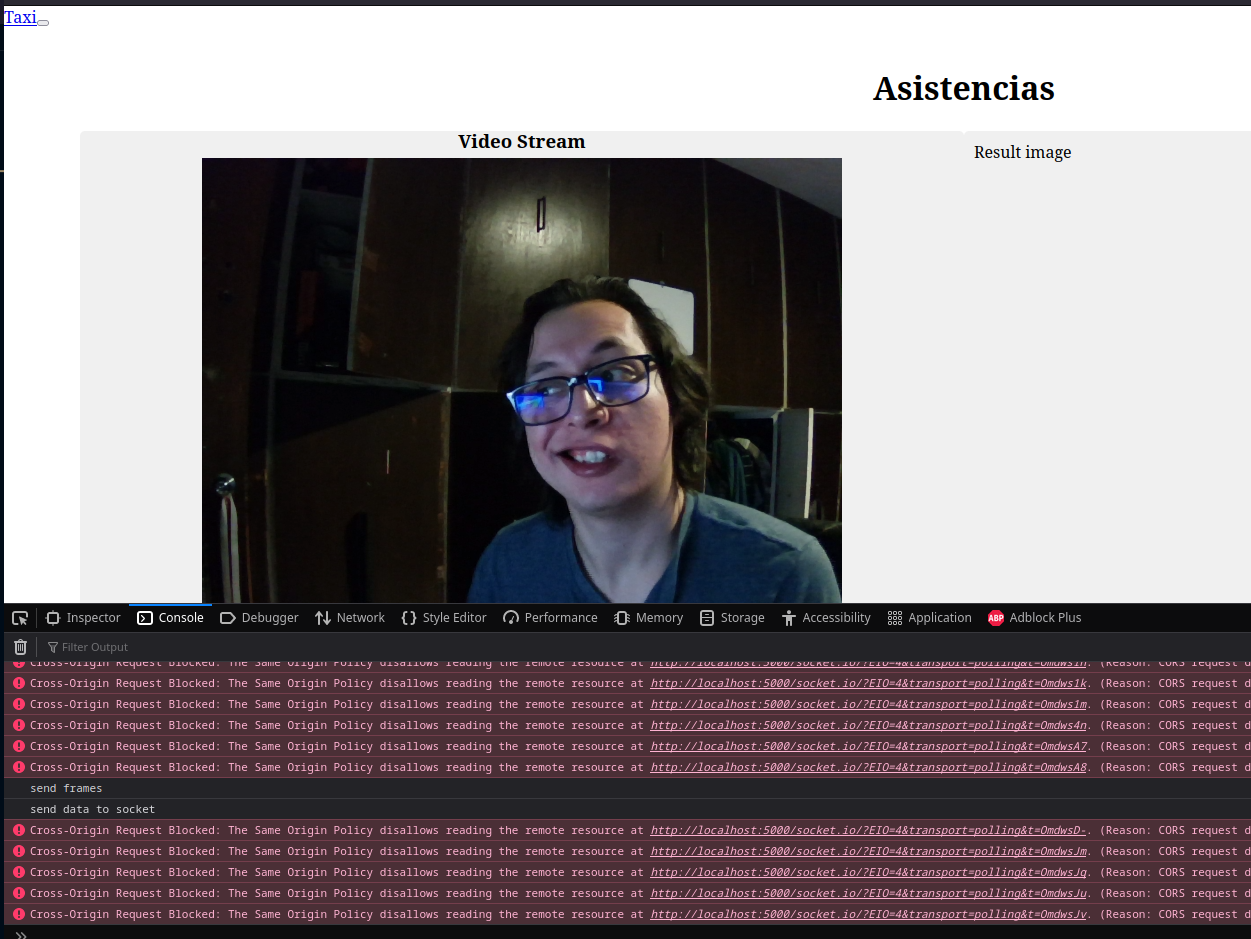 Taxi
Asistencias
Video Stream
Result image
Inspector Console Debugger Network Style Editor Performance Memory Storage Accessibility Application ABP Adblock Plus
Filter Output
Cross-Origin Request Blocked: The Same Origin Policy disallows reading the remote resource at http://localhost:5000/socket.io/?EIO=4&transport=polling&t=Omdws1h. (Reason: CORS request d
Cross-Origin Request Blocked: The Same Origin Policy disallows reading the remote resource at http://localhost:5000/socket.io/?EIO=4&transport=polling&t=Omdws1k. (Reason: CORS request d
Cross-Origin Request Blocked: The Same Origin Policy disallows reading the remote resource at http://localhost:5000/socket.io/?EIO=4&transport=polling&t=Omdws1m. (Reason: CORS request d
Cross-Origin Request Blocked: The Same Origin Policy disallows reading the remote resource at http://localhost:5000/socket.io/?EIO=4&transport=polling&t=Omdws4n. (Reason: CORS request d
Cross-Origin Request Blocked: The Same Origin Policy disallows reading the remote resource at http://localhost:5000/socket.io/?EIO=4&transport=polling&t=OmdwsA7. (Reason: CORS request d
Cross-Origin Request Blocked: The Same Origin Policy disallows reading the remote resource at http://localhost:5000/socket.io/?EIO=4&transport=polling&t=OmdwsA8. (Reason: CORS request d
send frames
send data to socket
Cross-Origin Request Blocked: The Same Origin Policy disallows reading the remote resource at http://localhost:5000/socket.io/?EIO=4&transport=polling&t=OmdwsD-. (Reason: CORS request d
Cross-Origin Request Blocked: The Same Origin Policy disallows reading the remote resource at http://localhost:5000/socket.io/?EIO=4&transport=polling&t=OmdwsJm. (Reason: CORS request d
Cross-Origin Request Blocked: The Same Origin Policy disallows reading the remote resource at http://localhost:5000/socket.io/?EIO=4&transport=polling&t=OmdwsJq. (Reason: CORS request d
Cross-Origin Request Blocked: The Same Origin Policy disallows reading the remote resource at http://localhost:5000/socket.io/?EIO=4&transport=polling&t=OmdwsJu. (Reason: CORS request d
Cross-Origin Request Blocked: The Same Origin Policy disallows reading the remote resource at http://localhost:5000/socket.io/?EIO=4&transport=polling&t=OmdwsJv. (Reason: CORS request d